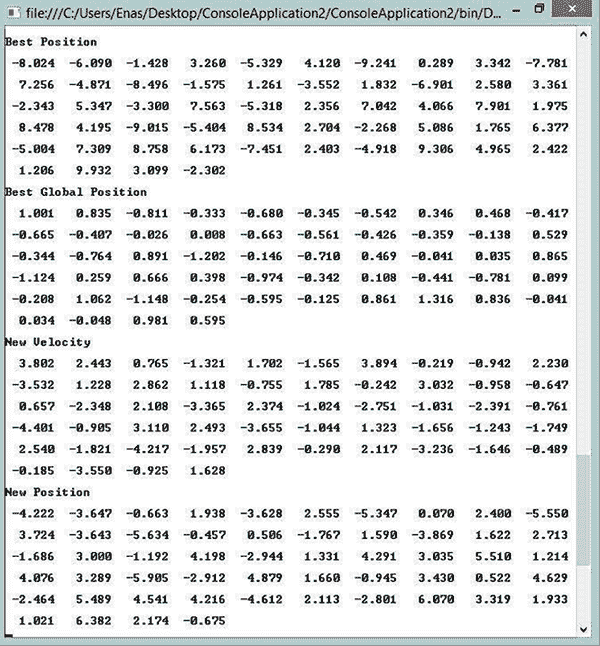 file:///C:/Users/Enas/Desktop/ConsoleApplication2/ConsoleApplication2/bin/D...
Best Position
-8.024 -6.090 -1.428 3.260 -5.329 4.120 -9.241 0.289 3.342 -7.781
7.256 -4.871 -8.496 -1.575 1.261 -3.552 1.832 -6.901 2.580 3.361
-2.343 5.347 -3.300 7.563 -5.318 2.356 7.042 4.066 7.901 1.975
8.478 4.195 -9.015 -5.404 8.534 2.704 -2.268 5.086 1.765 6.377
-5.004 7.309 8.758 6.173 -7.451 2.403 -4.918 9.306 4.965 2.422
1.206 9.932 3.099 -2.302
Best Global Position
1.001 0.835 -0.811 -0.333 -0.680 -0.345 -0.542 0.346 0.468 -0.417
-0.665 -0.407 -0.026 0.008 -0.663 -0.561 -0.426 -0.359 -0.138 0.529
-0.344 -0.764 0.891 -1.202 -0.146 -0.710 0.469 -0.041 0.035 0.865
-1.124 0.259 0.666 0.398 -0.974 -0.342 0.108 -0.441 -0.781 0.099
-0.208 1.062 -1.148 -0.254 -0.595 -0.125 0.861 1.316 0.836 -0.041
0.034 -0.048 0.981 0.595
New Velocity
3.802 2.443 0.765 -1.321 1.702 -1.565 3.894 -0.219 -0.942 2.230
-3.532 1.228 2.862 1.118 -0.755 1.785 -0.242 3.032 -0.958 -0.647
0.657 -2.348 2.108 -3.365 2.374 -1.024 -2.751 -1.031 -2.391 -0.761
-4.401 -0.905 3.110 2.493 -3.655 -1.044 1.323 -1.656 -1.243 -1.749
2.540 -1.821 -4.217 -1.957 2.839 -0.290 2.117 -3.236 -1.646 -0.489
-0.185 -3.550 -0.925 1.628
New Position
-4.222 -3.647 -0.663 1.938 -3.628 2.555 -5.347 0.070 2.400 -5.550
3.724 -3.643 -5.634 -0.457 0.506 -1.767 1.590 -3.869 1.622 2.713
-1.686 3.000 -1.192 4.198 -2.944 1.331 4.291 3.035 5.510 1.214
4.076 3.289 -5.905 -2.912 4.879 1.660 -0.945 3.430 0.522 4.629
-2.464 5.489 4.541 4.216 -4.612 2.113 -2.801 6.070 3.319 1.933
1.021 6.382 2.174 -0.675